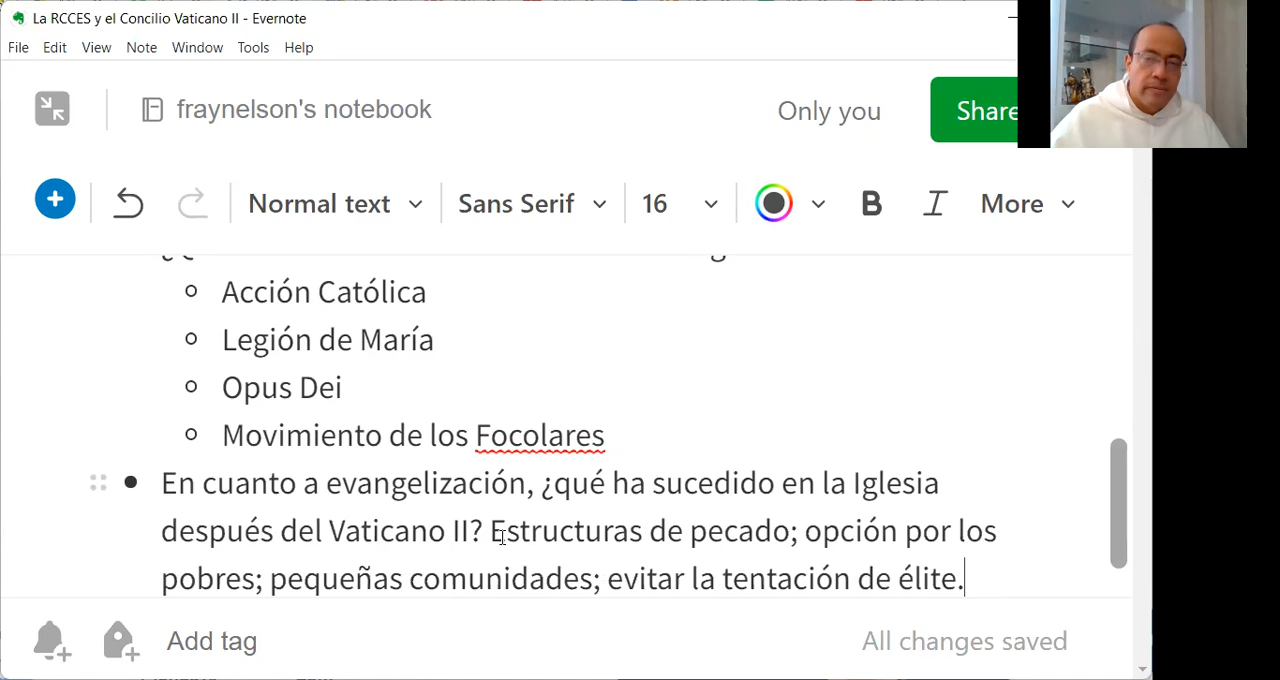 La RCCES y el Concilio Vaticano II - Evernote
File Edit View Note Window Tools Help
fraynelson's notebook
Only you
Share
Normal text
Sans Serif
16
B
I
More
Acción Católica
Legión de María
Opus Dei
Movimiento de los Focolares
En cuanto a evangelización, ¿qué ha sucedido en la Iglesia
después del Vaticano II? Estructuras de pecado; opción por los
pobres; pequeñas comunidades; evitar la tentación de élite.
Add tag
All changes saved